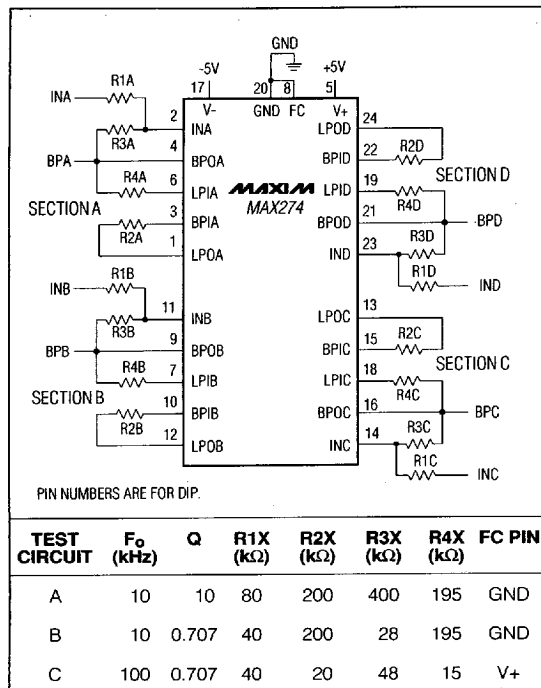 GND
-5V +5V
17 20 8 5
V- GND FC V+
INA R1A
2 INA
R3A
BPA 4 BPOA
R4A 6 LPIA
SECTION A
3 BPIA
R2A
1 LPOA
INB R1B
11 INB
R3B
BPB 9 BPOB
R4B 7 LPIB
SECTION B
10 BPIB
R2B
12 LPOB
MAXIM
MAX274
LPOD 24
R2D
BPID 22
SECTION D
LPID 19
R4D
BPOD 21 BPD
R3D
IND 23
R1D
IND
LPOC 13
R2C
BPIC 15
SECTION C
LPIC 18
R4C
BPOC 16 BPC
R3C
INC 14
R1C
INC
PIN NUMBERS ARE FOR DIP.
TEST CIRCUIT Fo (kHz) Q R1X (kΩ) R2X (kΩ) R3X (kΩ) R4X (kΩ) FC PIN
A 10 10 80 200 400 195 GND
B 10 0.707 40 200 28 195 GND
C 100 0.707 40 20 48 15 V+